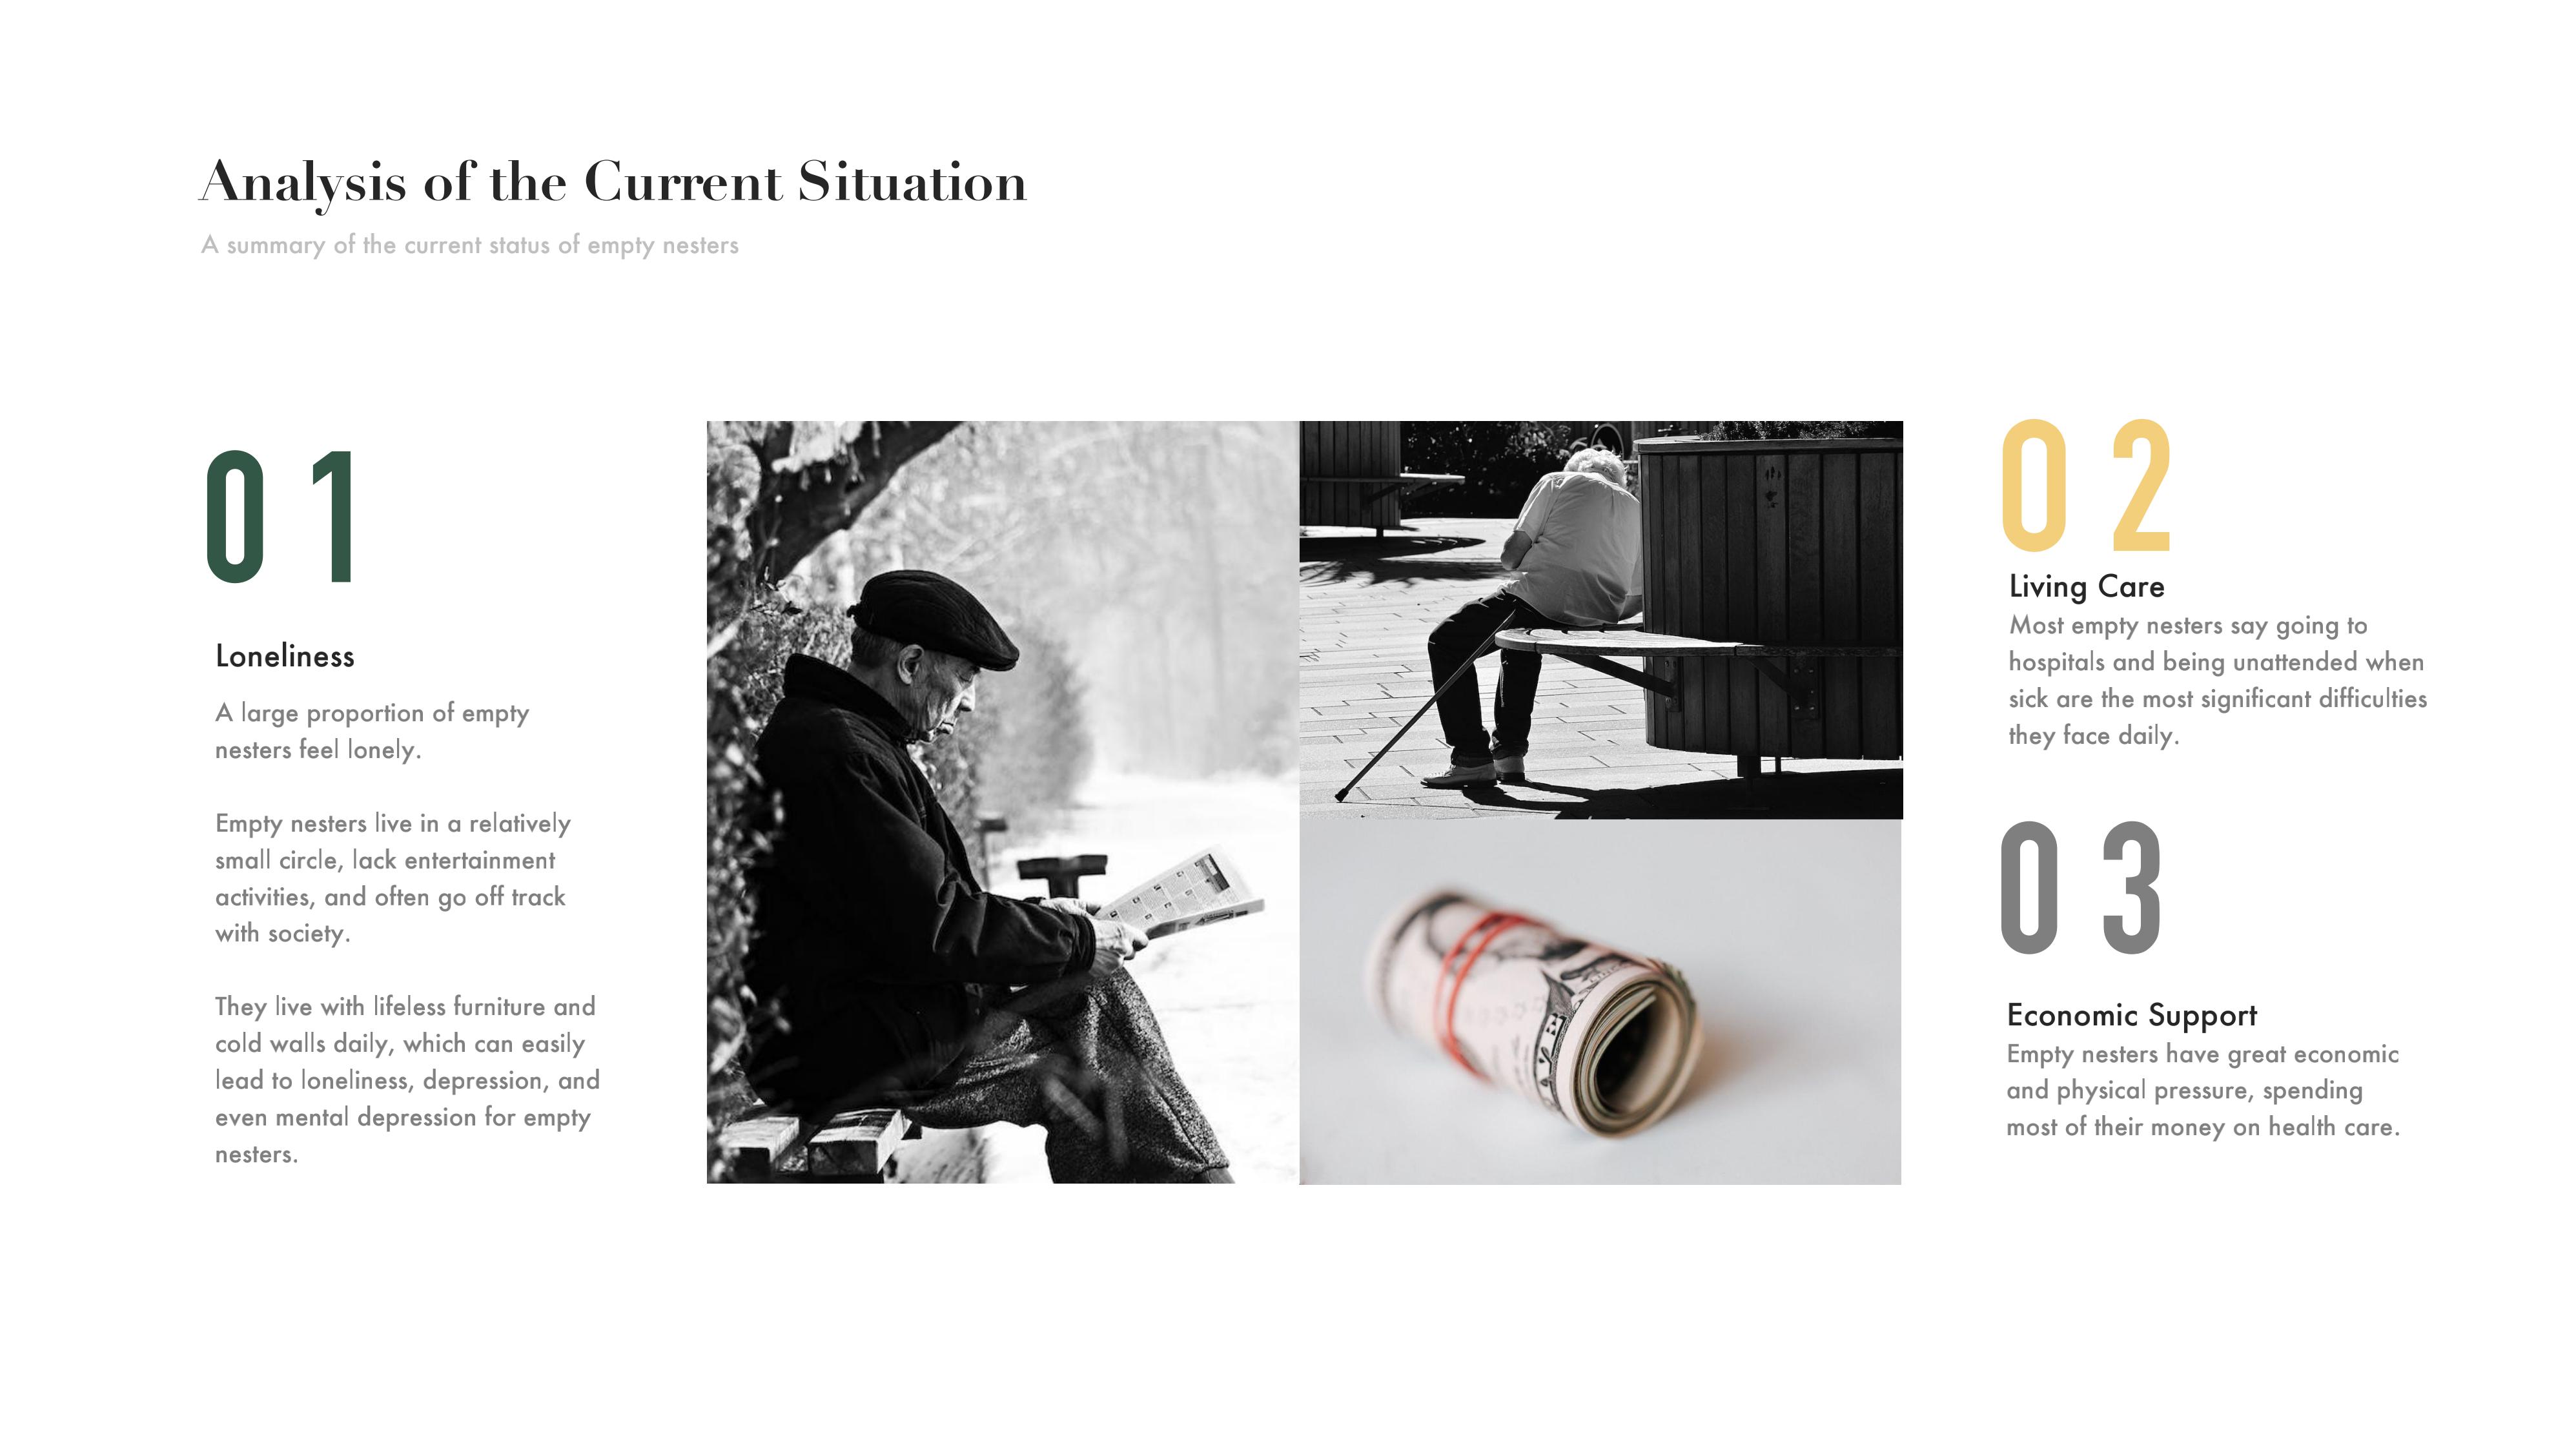 Analysis of the Current Situation
A summary of the current status of empty nesters
01
Loneliness
A large proportion of empty
nesters feel lonely.
Empty nesters live in a relatively
small circle, lack entertainment
activities, and often go off track
with society.
They live with lifeless furniture and
cold walls daily, which can easily
lead to loneliness, depression, and
even mental depression for empty
nesters.
02
Living Care
Most empty nesters say going to
hospitals and being unattended when
sick are the most significant difficulties
they face daily.
03
Economic Support
Empty nesters have great economic
and physical pressure, spending
most of their money on health care.